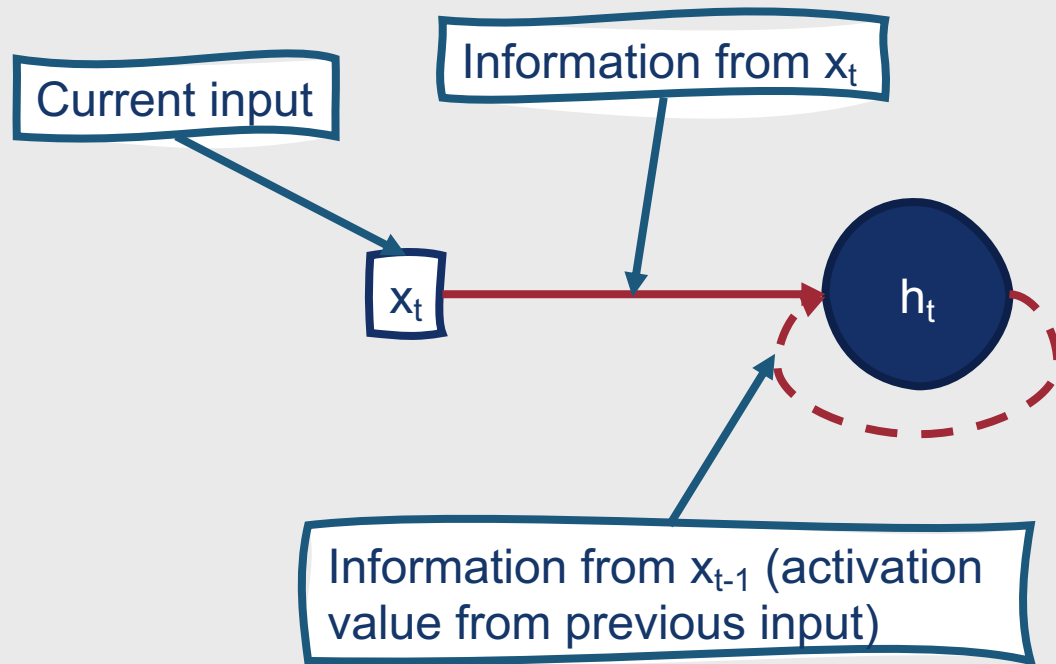 Information from xₜ
Current input
xₜ
hₜ
Information from xₜ₋₁ (activation
value from previous input)